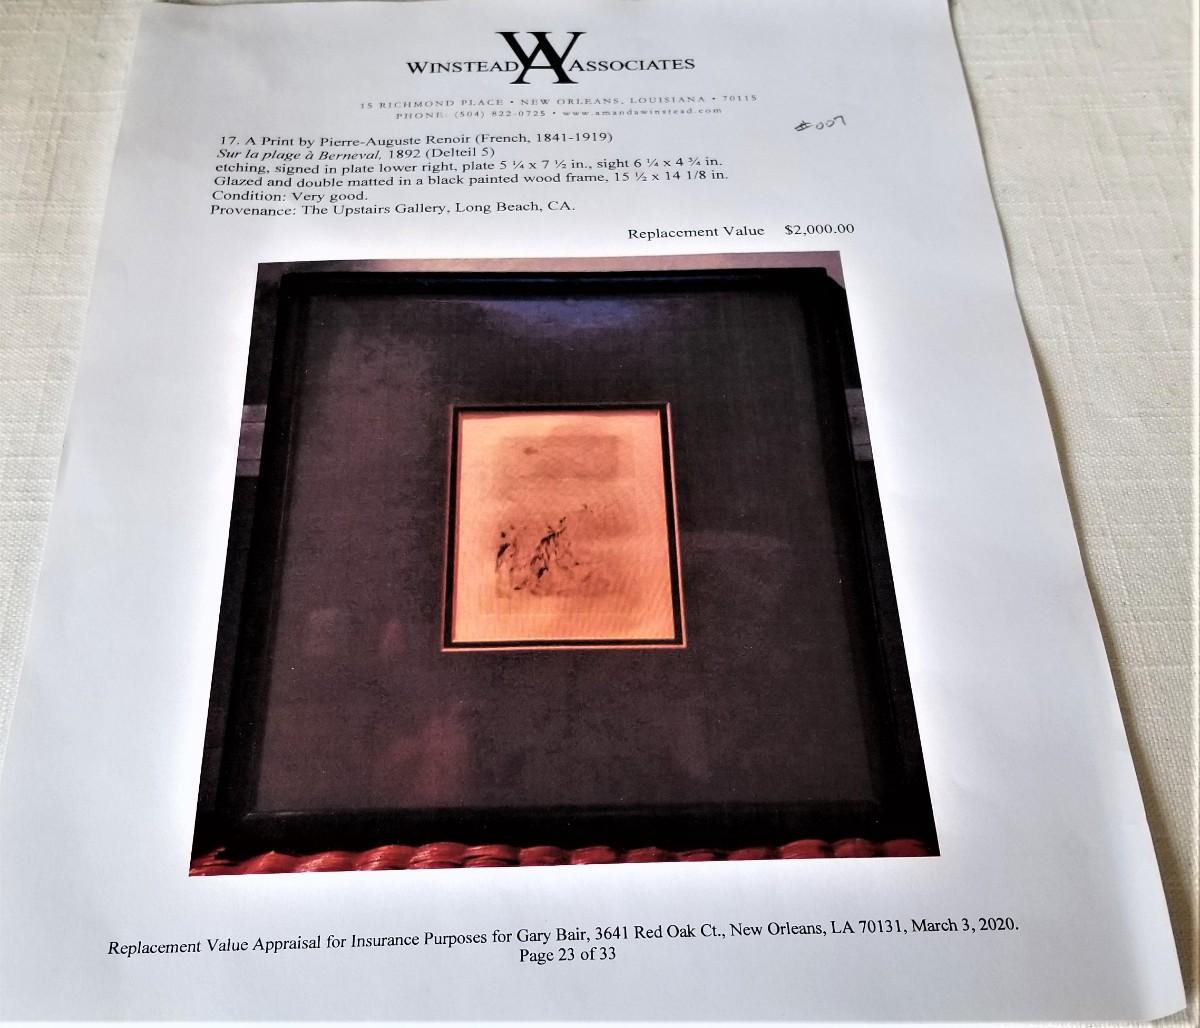 WINSTEAD WA ASSOCIATES
15 RICHMOND PLACE • NEW ORLEANS, LOUISIANA • 70115
PHONE: (504) 822-0725 • www.amandawinstead.com
#007
17. A Print by Pierre-Auguste Renoir (French, 1841-1919)
Sur la plage à Berneval, 1892 (Delteil 5)
etching, signed in plate lower right, plate 5 ¼ x 7 ½ in., sight 6 ¼ x 4 ¾ in.
Glazed and double matted in a black painted wood frame, 15 ½ x 14 1/8 in.
Condition: Very good.
Provenance: The Upstairs Gallery, Long Beach, CA.
Replacement Value $2,000.00
Replacement Value Appraisal for Insurance Purposes for Gary Bair, 3641 Red Oak Ct., New Orleans, LA 70131, March 3, 2020.
Page 23 of 33